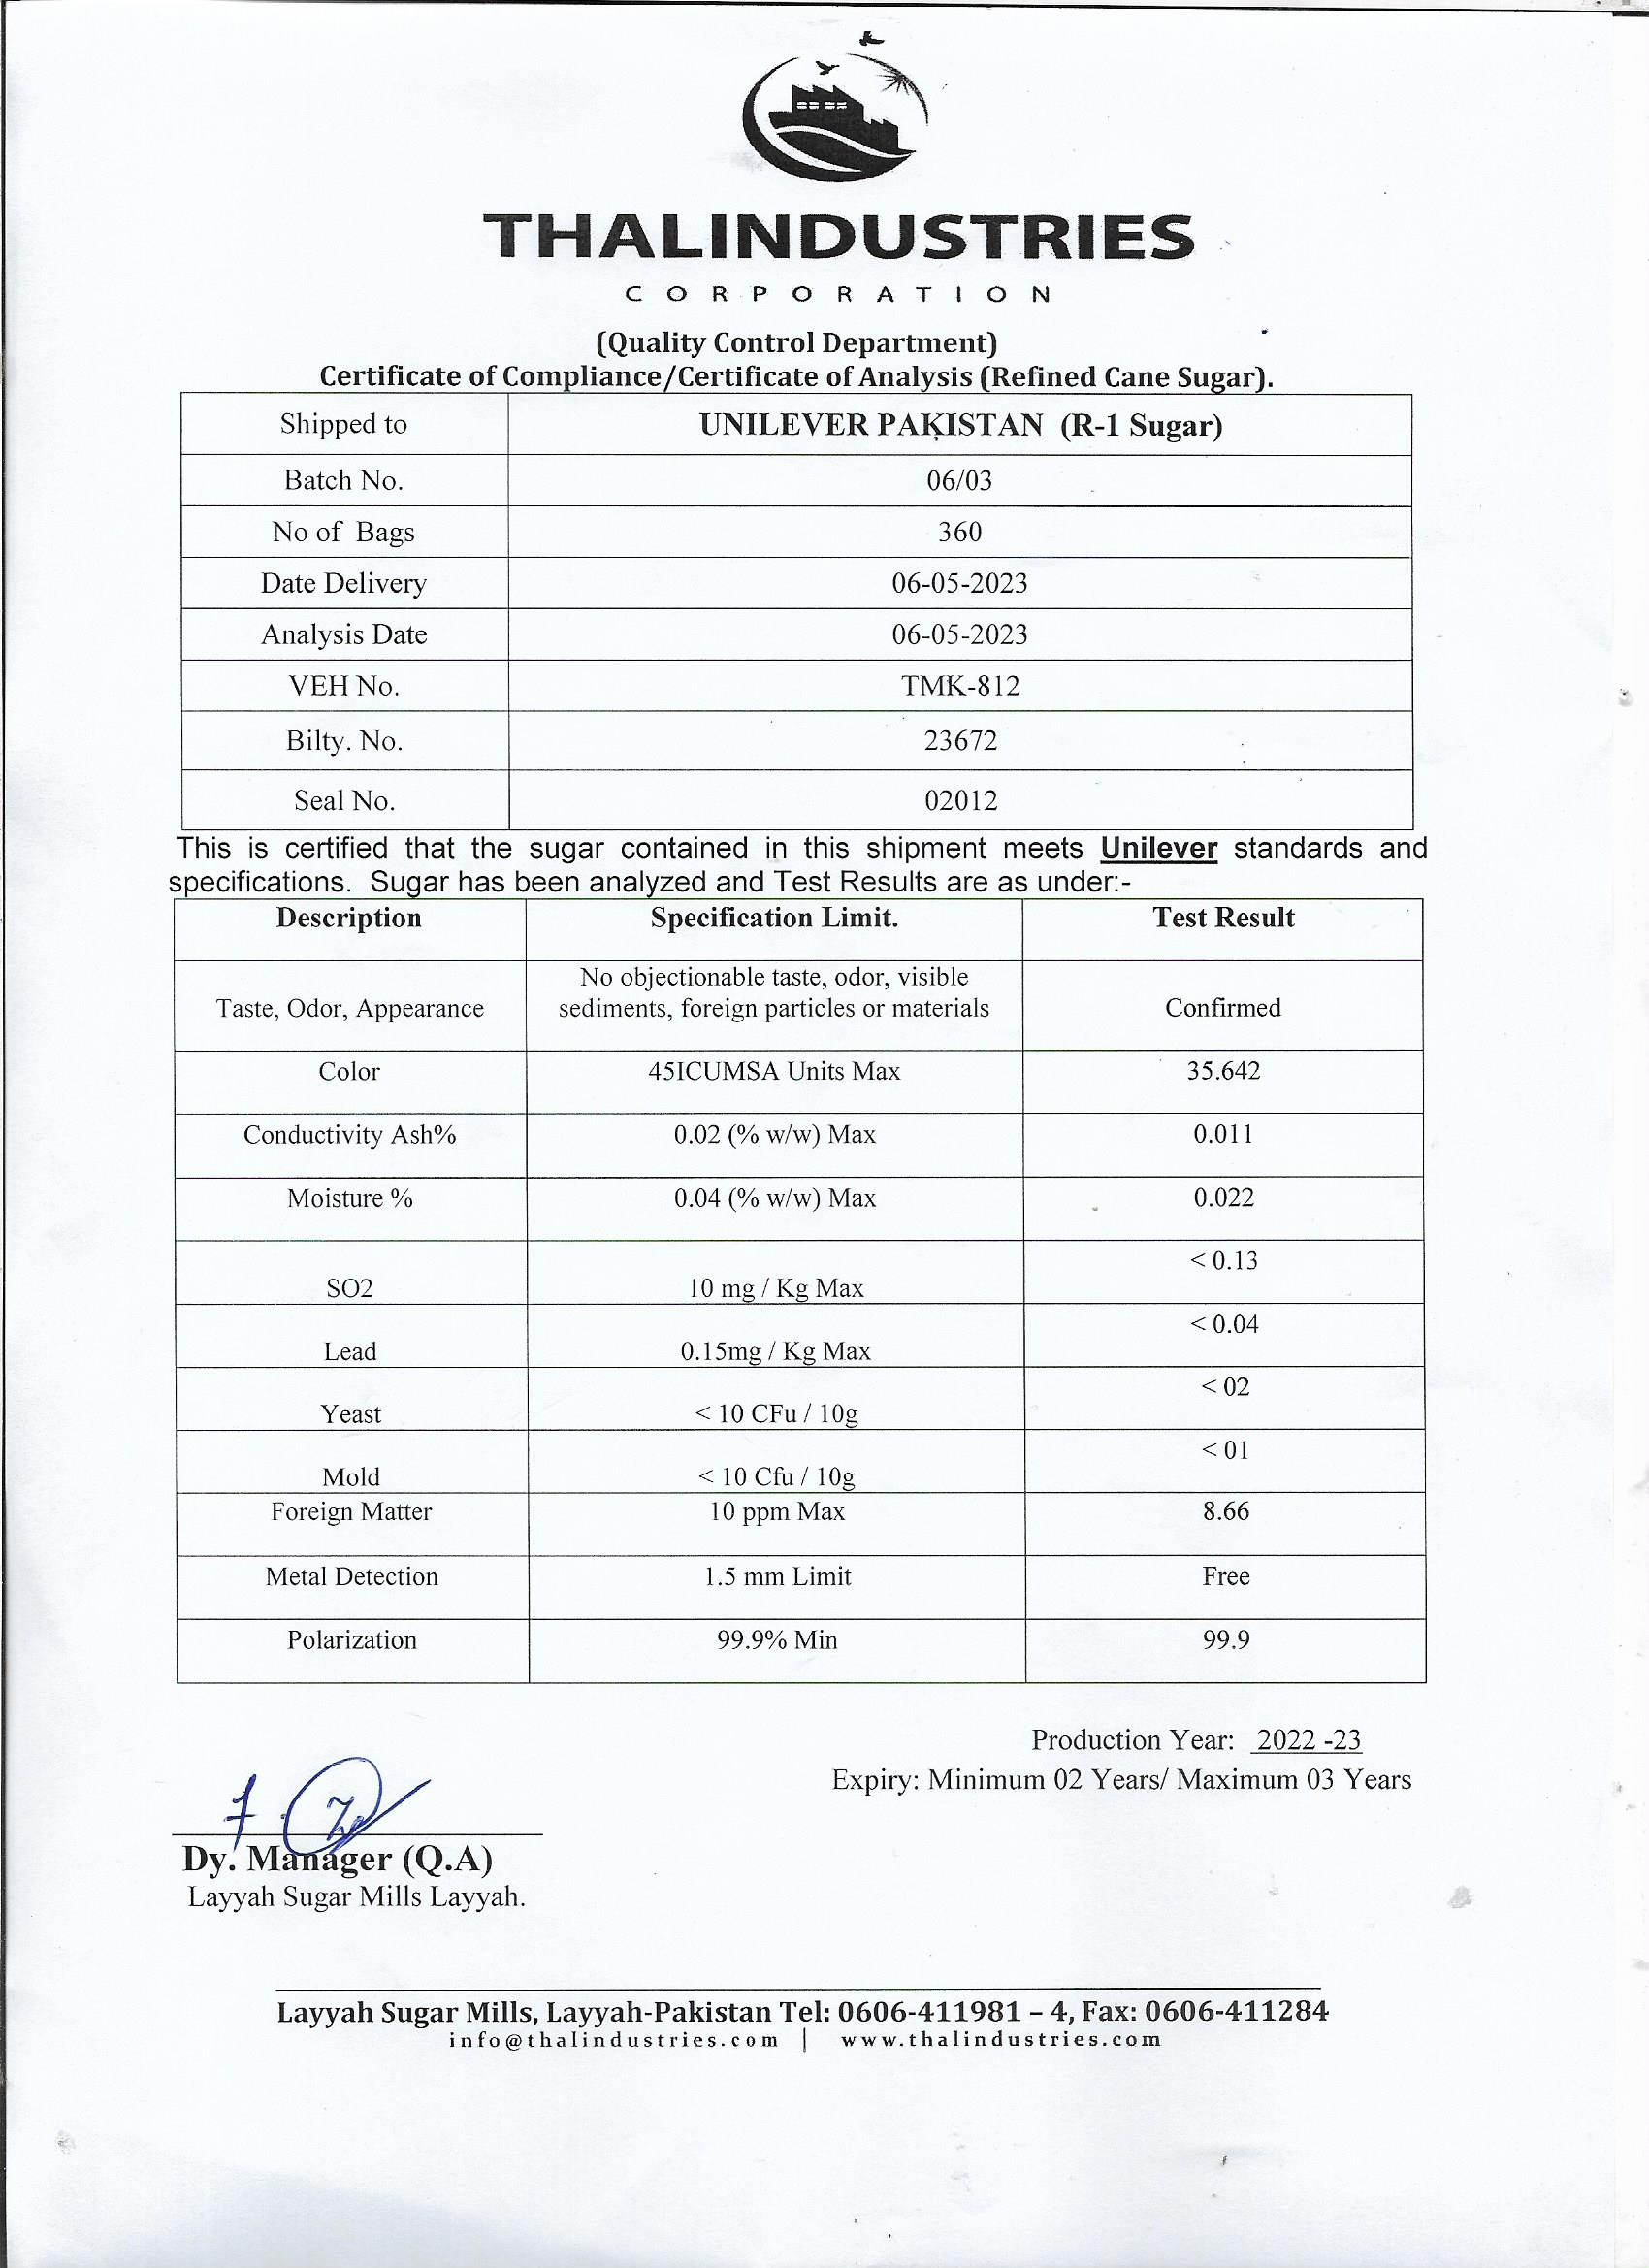 THALINDUSTRIES
CORPORATION
(Quality Control Department)
Certificate of Compliance/Certificate of Analysis (Refined Cane Sugar).
Shipped to UNILEVER PAKISTAN (R-1 Sugar)
Batch No. 06/03
No of Bags 360
Date Delivery 06-05-2023
Analysis Date 06-05-2023
VEH No. TMK-812
Bilty. No. 23672
Seal No. 02012
This is certified that the sugar contained in this shipment meets Unilever standards and
specifications. Sugar has been analyzed and Test Results are as under:-
Description Specification Limit. Test Result
No objectionable taste, odor, visible
Taste, Odor, Appearance sediments, foreign particles or materials Confirmed
Color 45ICUMSA Units Max 35.642
Conductivity Ash% 0.02 (% w/w) Max 0.011
Moisture % 0.04 (% w/w) Max 0.022
SO2 10 mg / Kg Max < 0.13
Lead 0.15mg / Kg Max < 0.04
Yeast < 10 CFu / 10g < 02
Mold < 10 Cfu / 10g < 01
Foreign Matter 10 ppm Max 8.66
Metal Detection 1.5 mm Limit Free
Polarization 99.9% Min 99.9
Production Year: 2022 -23
Expiry: Minimum 02 Years/ Maximum 03 Years
Dy. Manager (Q.A)
Layyah Sugar Mills Layyah.
Layyah Sugar Mills, Layyah-Pakistan Tel: 0606-411981 – 4, Fax: 0606-411284
info@thalindustries.com | www.thalindustries.com